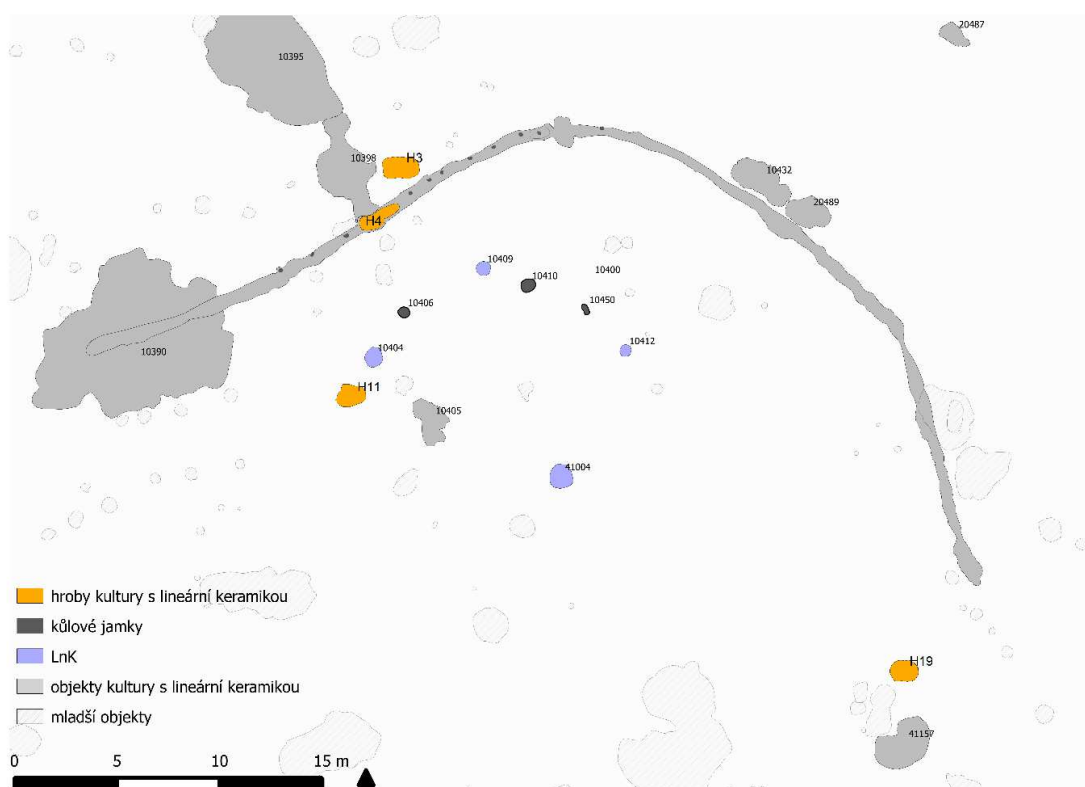 20487
10395
10398
H3
10432
H4
20489
10409
10400
10410
10406
10450
10412
10404
10390
H11
10405
41004
hroby kultury s lineární keramikou
kůlové jamky
LnK
objekty kultury s lineární keramikou
mladší objekty
H19
41157
0 5 10 15 m